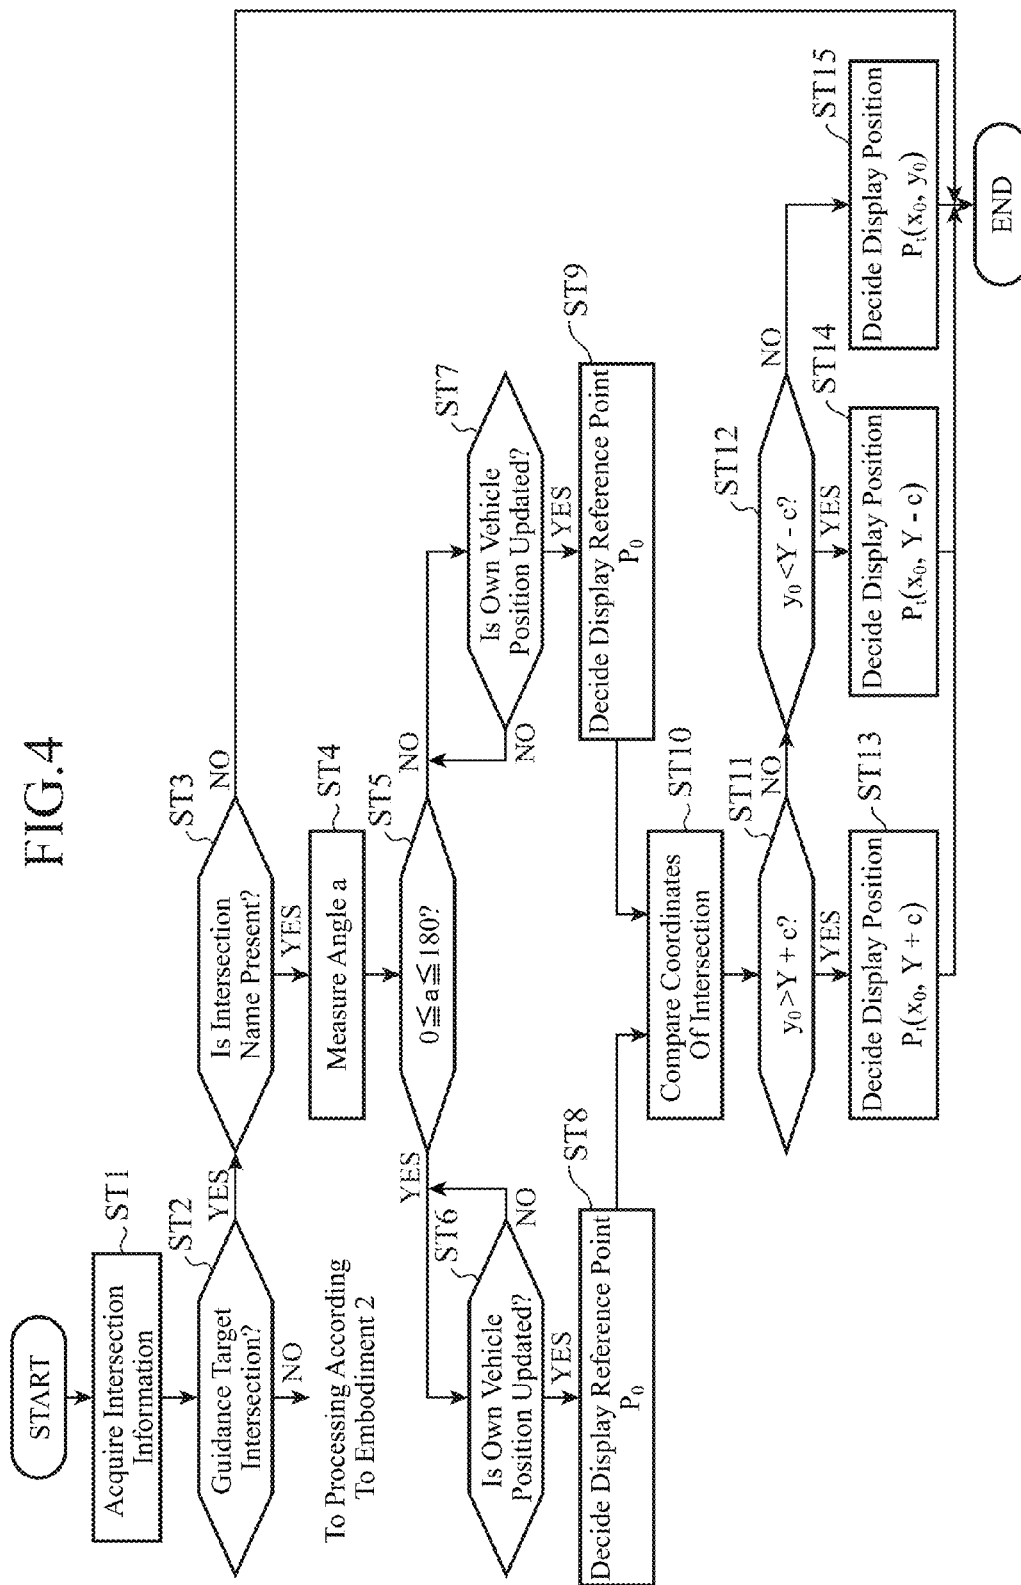 FIG.4
START
Acquire Intersection
Information
ST1
Guidance Target
Intersection?
ST2
YES
NO
To Processing According
To Embodiment 2
Is Intersection
Name Present?
ST3
NO
YES
Measure Angle a
ST4
0≦a≦180?
ST5
YES
NO
Is Own Vehicle
Position Updated?
ST6
NO
YES
Is Own Vehicle
Position Updated?
ST7
NO
YES
Decide Display Reference Point
P₀
ST8
Decide Display Reference Point
P₀
ST9
Compare Coordinates
Of Intersection
ST10
y₀>Y + c?
ST11
NO
YES
y₀<Y - c?
ST12
NO
YES
Decide Display Position
Pₜ(x₀, Y + c)
ST13
Decide Display Position
Pₜ(x₀, Y - c)
ST14
Decide Display Position
Pₜ(x₀, y₀)
ST15
END